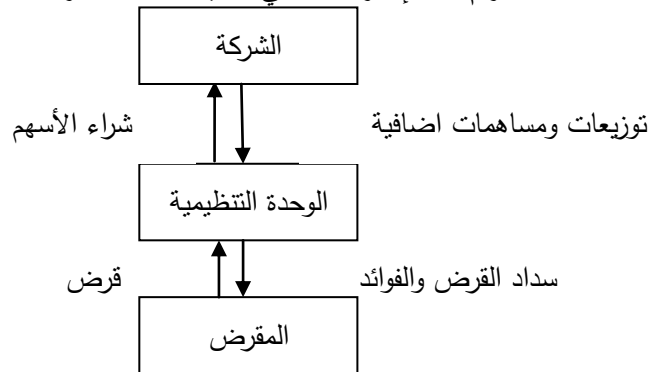 الشركة
شراء الأسهم
توزيعات ومساهمات اضافية
الوحدة التنظيمية
قرض
سداد القرض والفوائد
المقرض